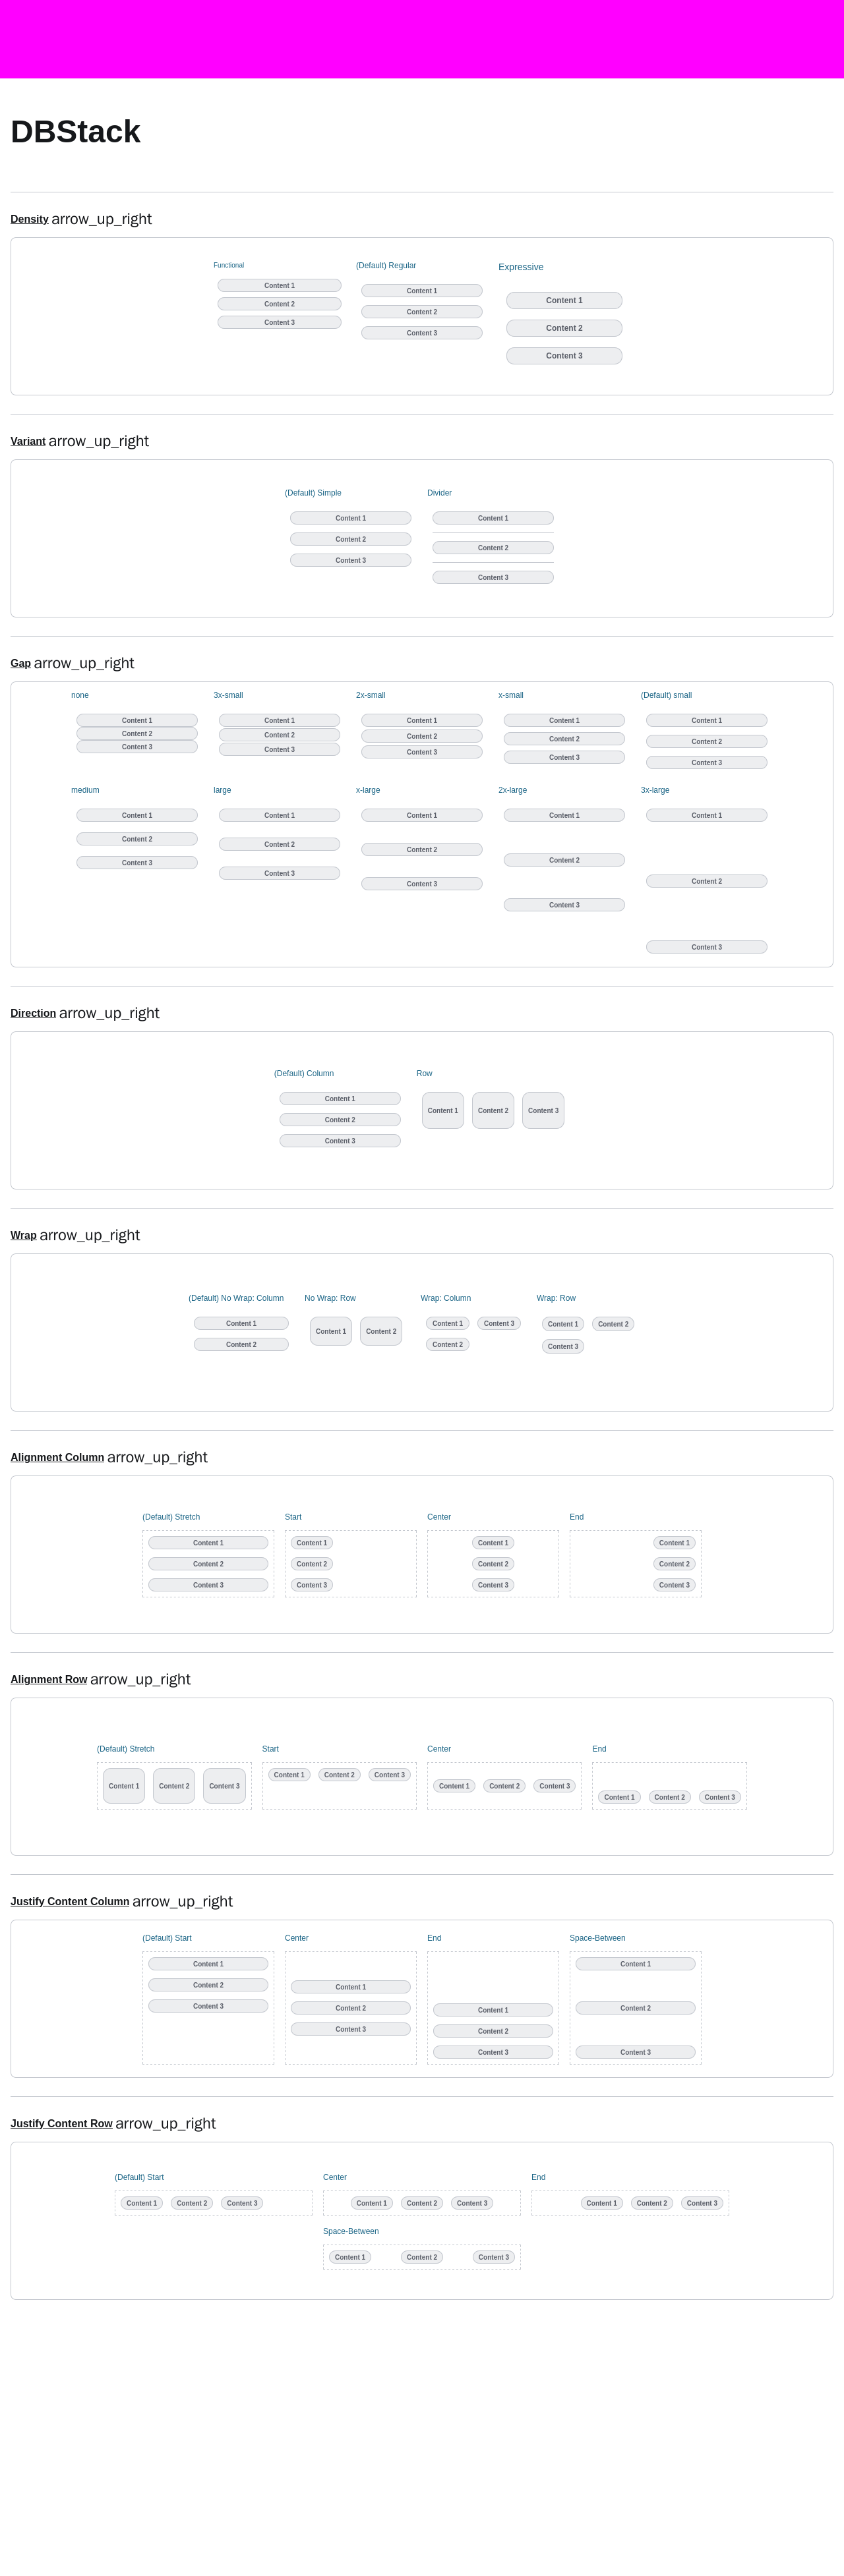 DBStack
Density arrow_up_right
Functional (Default) Regular Expressive
Content 1 Content 1 Content 1
Content 2 Content 2 Content 2
Content 3 Content 3 Content 3
Variant arrow_up_right
(Default) Simple Divider
Content 1 Content 1
Content 2 Content 2
Content 3 Content 3
Gap arrow_up_right
none 3x-small 2x-small x-small (Default) small
Content 1 Content 1 Content 1 Content 1 Content 1
Content 2 Content 2 Content 2 Content 2 Content 2
Content 3 Content 3 Content 3 Content 3 Content 3
medium large x-large 2x-large 3x-large
Content 1 Content 1 Content 1 Content 1 Content 1
Content 2 Content 2 Content 2 Content 2 Content 2
Content 3 Content 3 Content 3 Content 3 Content 3
Direction arrow_up_right
(Default) Column Row
Content 1 Content 1 Content 2 Content 3
Content 2
Content 3
Wrap arrow_up_right
(Default) No Wrap: Column No Wrap: Row Wrap: Column Wrap: Row
Content 1 Content 1 Content 2 Content 1 Content 3 Content 1 Content 2
Content 2 Content 2 Content 3
Alignment Column arrow_up_right
(Default) Stretch Start Center End
Content 1 Content 1 Content 1 Content 1
Content 2 Content 2 Content 2 Content 2
Content 3 Content 3 Content 3 Content 3
Alignment Row arrow_up_right
(Default) Stretch Start Center End
Content 1 Content 2 Content 3 Content 1 Content 2 Content 3 Content 1 Content 2 Content 3 Content 1 Content 2 Content 3
Justify Content Column arrow_up_right
(Default) Start Center End Space-Between
Content 1 Content 1 Content 1 Content 1
Content 2 Content 2 Content 2 Content 2
Content 3 Content 3 Content 3 Content 3
Justify Content Row arrow_up_right
(Default) Start Center End
Content 1 Content 2 Content 3 Content 1 Content 2 Content 3 Content 1 Content 2 Content 3
Space-Between
Content 1 Content 2 Content 3